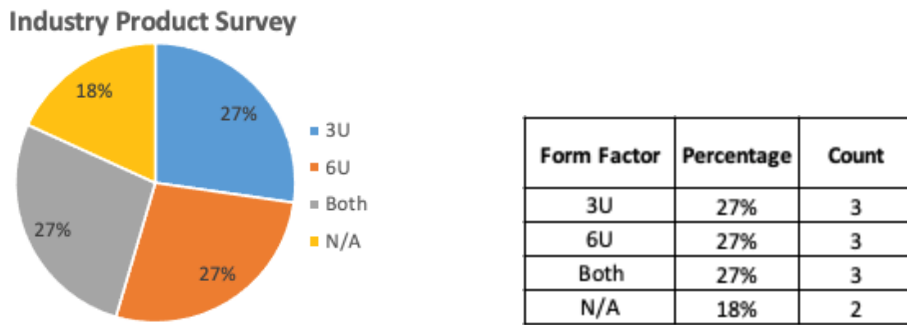 Industry Product Survey
18%
27%
27%
27%
3U
6U
Both
N/A
Form Factor Percentage Count
3U 27% 3
6U 27% 3
Both 27% 3
N/A 18% 2